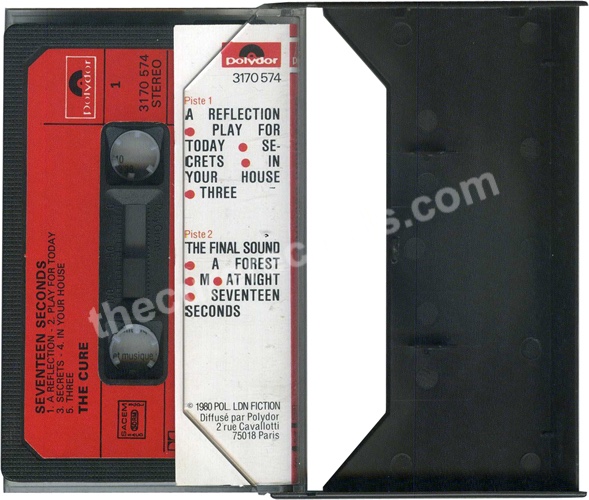 Polydor
3170 574
Piste 1
A REFLECTION
● PLAY FOR
TODAY ● SE-
CRETS ● IN
YOUR HOUSE
● THREE
Piste 2
THE FINAL SOUND
● A FOREST
● M ● AT NIGHT
● SEVENTEEN
SECONDS
© 1980 POL. LDN FICTION
Diffusé par Polydor
2 rue Cavallotti
75018 Paris
Polydor
1
3170 574
STEREO
SEVENTEEN SECONDS
1. A REFLECTION - 2. PLAY FOR TODAY
3. SECRETS - 4. IN YOUR HOUSE
5. THREE
THE CURE
SACEM
et musique